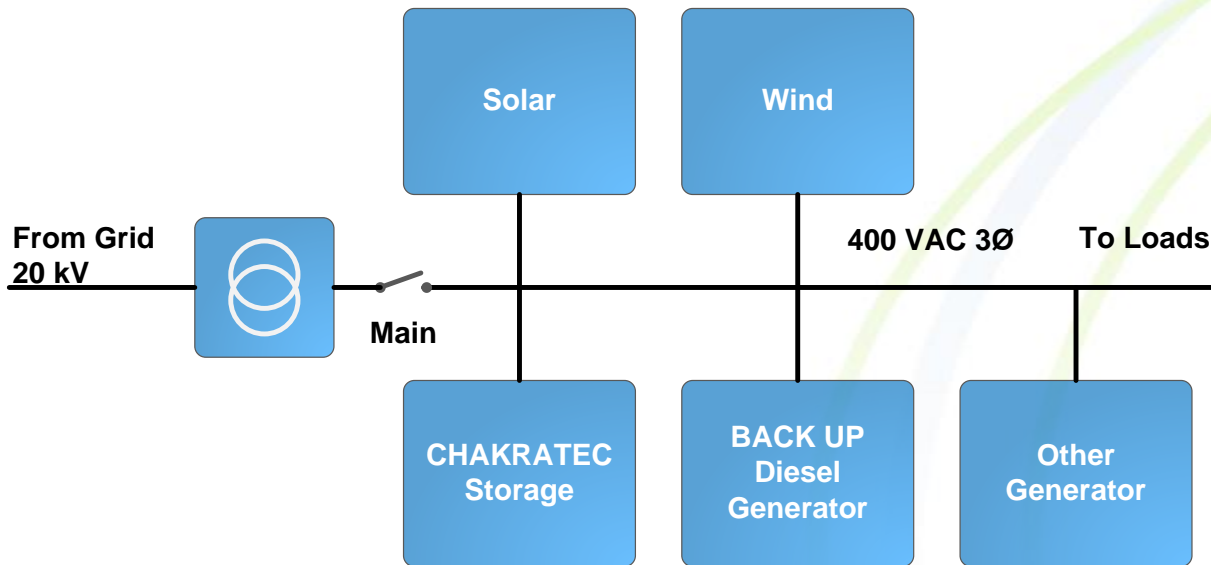 Solar
Wind
From Grid
20 kV
400 VAC 3Ø
To Loads
Main
CHAKRATEC
Storage
BACK UP
Diesel
Generator
Other
Generator